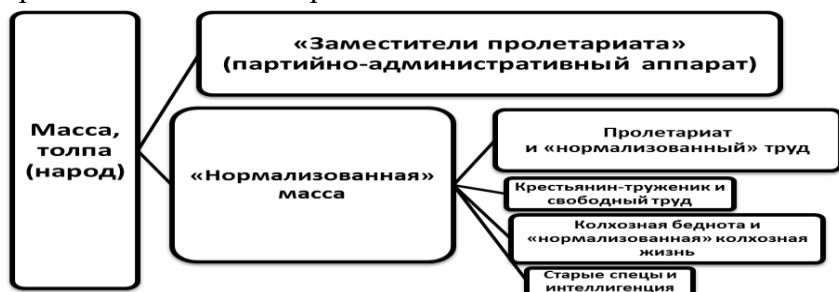 «Заместители пролетариата»
(партийно-административный аппарат)
Масса,
толпа
(народ)
«Нормализованная»
масса
Пролетариат
и «нормализованный» труд
Крестьянин-труженик и
свободный труд
Колхозная беднота и
«нормализованная» колхозная
жизнь
Старые спецы и
интеллигенция